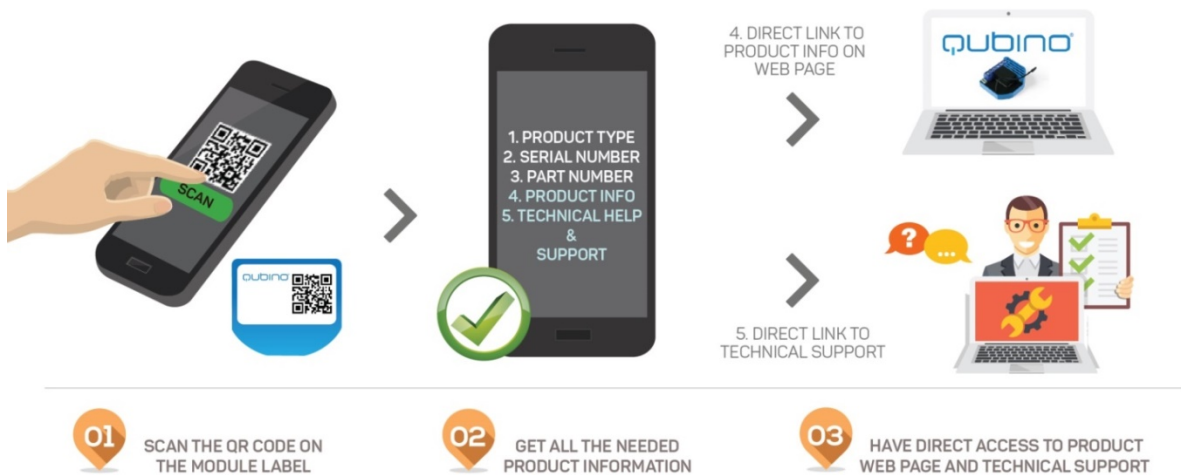 SCAN
QUBINO
1. PRODUCT TYPE
2. SERIAL NUMBER
3. PART NUMBER
4. PRODUCT INFO
5. TECHNICAL HELP
&
SUPPORT
4. DIRECT LINK TO
PRODUCT INFO ON
WEB PAGE
QUBINO®
?
...
5. DIRECT LINK TO
TECHNICAL SUPPORT
01
SCAN THE QR CODE ON
THE MODULE LABEL
02
GET ALL THE NEEDED
PRODUCT INFORMATION
03
HAVE DIRECT ACCESS TO PRODUCT
WEB PAGE AND TECHNICAL SUPPORT